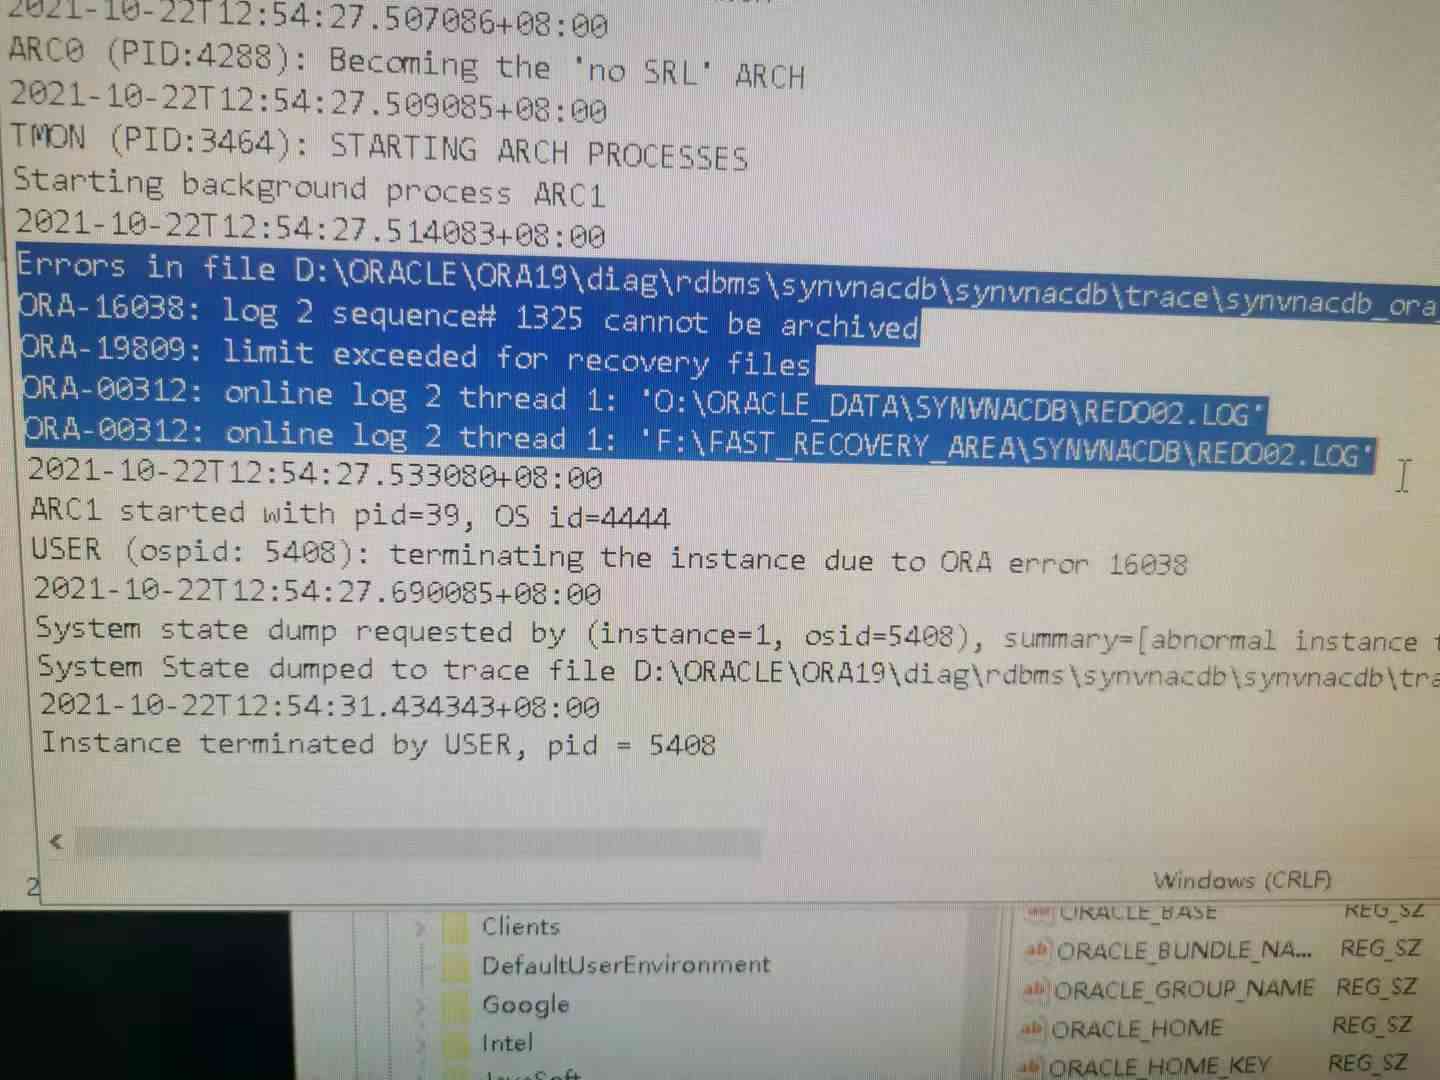 2021-10-22T12:54:27.507086+08:00
ARC0 (PID:4288): Becoming the 'no SRL' ARCH
2021-10-22T12:54:27.509085+08:00
TMON (PID:3464): STARTING ARCH PROCESSES
Starting background process ARC1
2021-10-22T12:54:27.514083+08:00
Errors in file D:\ORACLE\ORA19\diag\rdbms\synvnacdb\synvnacdb\trace\synvnacdb_ora_
ORA-16038: log 2 sequence# 1325 cannot be archived
ORA-19809: limit exceeded for recovery files
ORA-00312: online log 2 thread 1: 'O:\ORACLE_DATA\SYNVNACDB\REDO02.LOG'
ORA-00312: online log 2 thread 1: 'F:\FAST_RECOVERY_AREA\SYNVNACDB\REDO02.LOG'
2021-10-22T12:54:27.533080+08:00
ARC1 started with pid=39, OS id=4444
USER (ospid: 5408): terminating the instance due to ORA error 16038
2021-10-22T12:54:27.690085+08:00
System state dump requested by (instance=1, osid=5408), summary=[abnormal instance t
System State dumped to trace file D:\ORACLE\ORA19\diag\rdbms\synvnacdb\synvnacdb\tra
2021-10-22T12:54:31.434343+08:00
Instance terminated by USER, pid = 5408
Windows (CRLF)
2
Clients
DefaultUserEnvironment
Google
Intel
JavaSoft
ORACLE_BASE REG_SZ
ORACLE_BUNDLE_NA... REG_SZ
ORACLE_GROUP_NAME REG_SZ
ORACLE_HOME REG_SZ
ORACLE_HOME_KEY REG_SZ